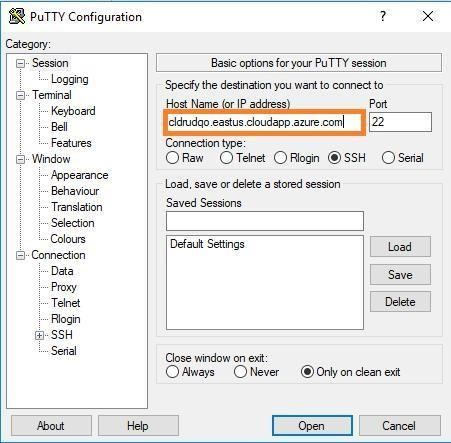 PuTTY Configuration
? ×
Category:
Session
Logging
Terminal
Keyboard
Bell
Features
Window
Appearance
Behaviour
Translation
Selection
Colours
Connection
Data
Proxy
Telnet
Rlogin
SSH
Serial
Basic options for your PuTTY session
Specify the destination you want to connect to
Host Name (or IP address) Port
cldrudqo.eastus.cloudapp.azure.com 22
Connection type:
Raw Telnet Rlogin SSH Serial
Load, save or delete a stored session
Saved Sessions
Default Settings
Load
Save
Delete
Close window on exit:
Always Never Only on clean exit
About Help Open Cancel